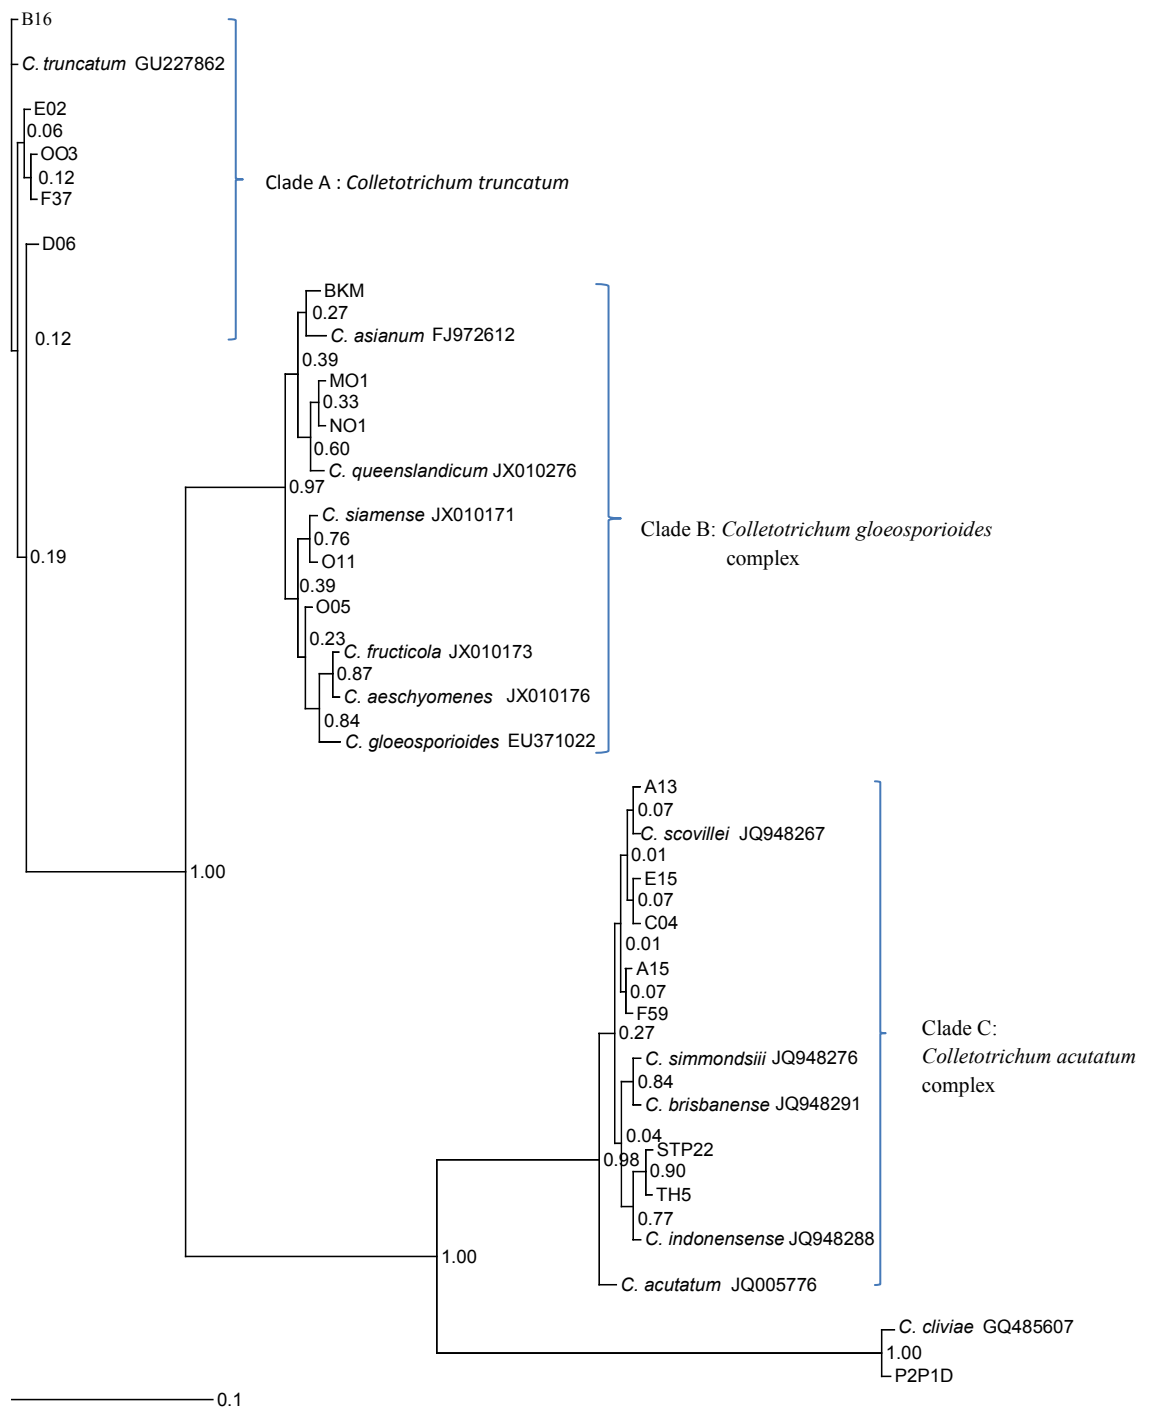 B16
C. truncatum GU227862
E02
0.06
OO3
0.12
F37
Clade A : Colletotrichum truncatum
D06
0.12
BKM
0.27
C. asianum FJ972612
0.39
MO1
0.33
NO1
0.60
C. queenslandicum JX010276
0.97
C. siamense JX010171
0.76
O11
0.39
O05
0.23
C. fructicola JX010173
0.87
C. aeschyomenes JX010176
0.84
C. gloeosporioides EU371022
Clade B: Colletotrichum gloeosporioides
complex
0.19
1.00
A13
0.07
C. scovillei JQ948267
0.01
E15
0.07
C04
0.01
A15
0.07
F59
0.27
C. simmondsiii JQ948276
0.84
C. brisbanense JQ948291
0.04
STP22
0.98
0.90
TH5
0.77
C. indonensense JQ948288
Clade C:
Colletotrichum acutatum
complex
1.00
C. acutatum JQ005776
C. cliviae GQ485607
1.00
P2P1D
0.1